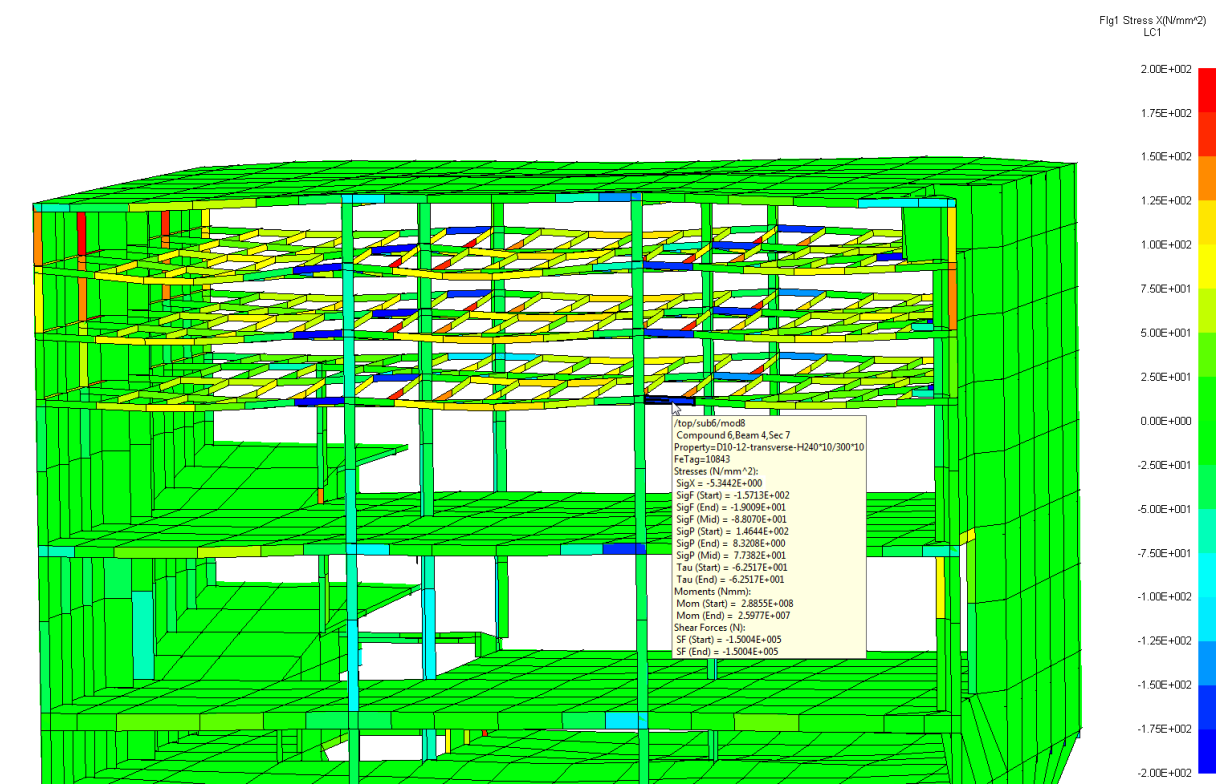 Flg1 Stress X(N/mm^2)
LC1
2.00E+002
1.75E+002
1.50E+002
1.25E+002
1.00E+002
7.50E+001
5.00E+001
2.50E+001
0.00E+001
-2.50E+001
-5.00E+001
-7.50E+001
-1.00E+002
-1.25E+002
-1.50E+002
-1.75E+002
-2.00E+002
/top/sub6/mod8
Compound 6,Beam 4,Sec 7
Property=D10-12-transverse-H240*10/300*10
FeTag=10843
Stresses (N/mm^2):
SigX = -5.3442E+000
SigF (Start) = -1.5713E+002
SigF (End) = -1.9009E+001
SigF (Mid) = -8.8070E+001
SigP (Start) = 1.4644E+002
SigP (End) = 8.3208E+000
SigP (Mid) = 7.7382E+001
Tau (Start) = -6.2517E+001
Tau (End) = -6.2517E+001
Moments (Nmm):
Mom (Start) = 2.8855E+008
Mom (End) = 2.5977E+007
Shear Forces (N):
SF (Start) = -1.5004E+005
SF (End) = -1.5004E+005